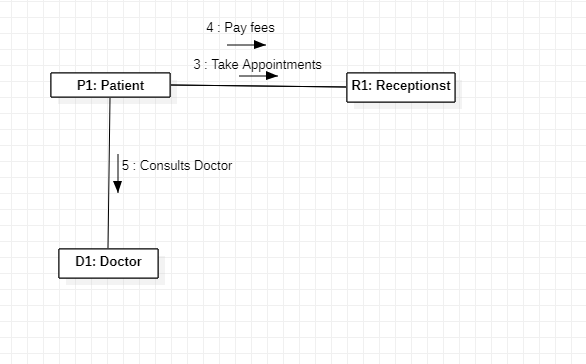 4 : Pay fees
3 : Take Appointments
P1: Patient
R1: Receptionst
5 : Consults Doctor
D1: Doctor